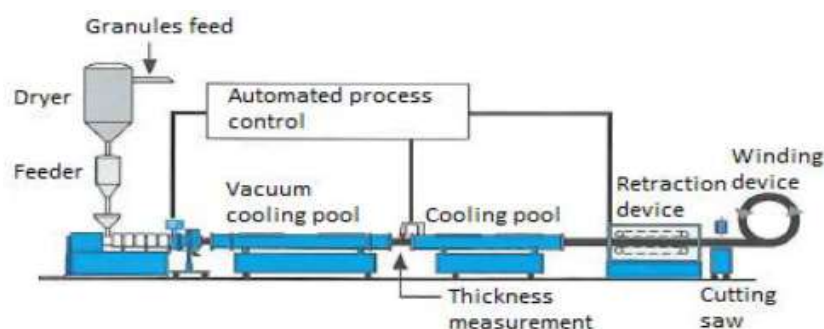 Granules feed
Dryer
Automated process
control
Feeder
Winding
device
Vacuum
cooling pool
Cooling pool
Retraction
device
Thickness
measurement
Cutting
saw